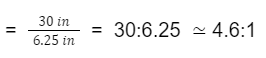 = 30 in / 6.25 in = 30:6.25 ≃ 4.6:1